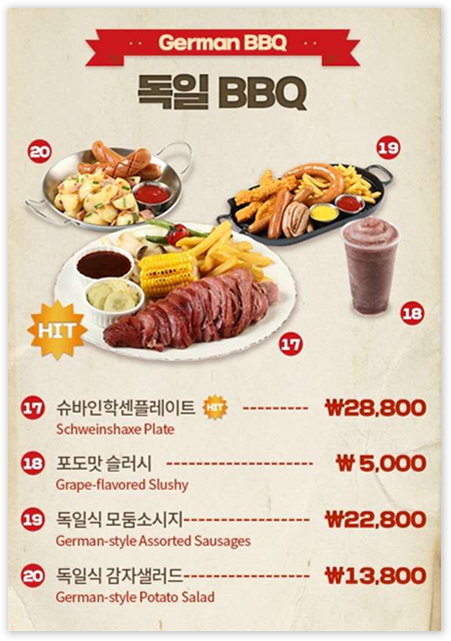 German BBQ
독일 BBQ
20
19
HIT
18
17
17 슈바인학센플레이트 HIT ₩28,800
Schweinshaxe Plate
18 포도맛 슬러시 ₩5,000
Grape-flavored Slushy
19 독일식 모둠소시지 ₩22,800
German-style Assorted Sausages
20 독일식 감자샐러드 ₩13,800
German-style Potato Salad